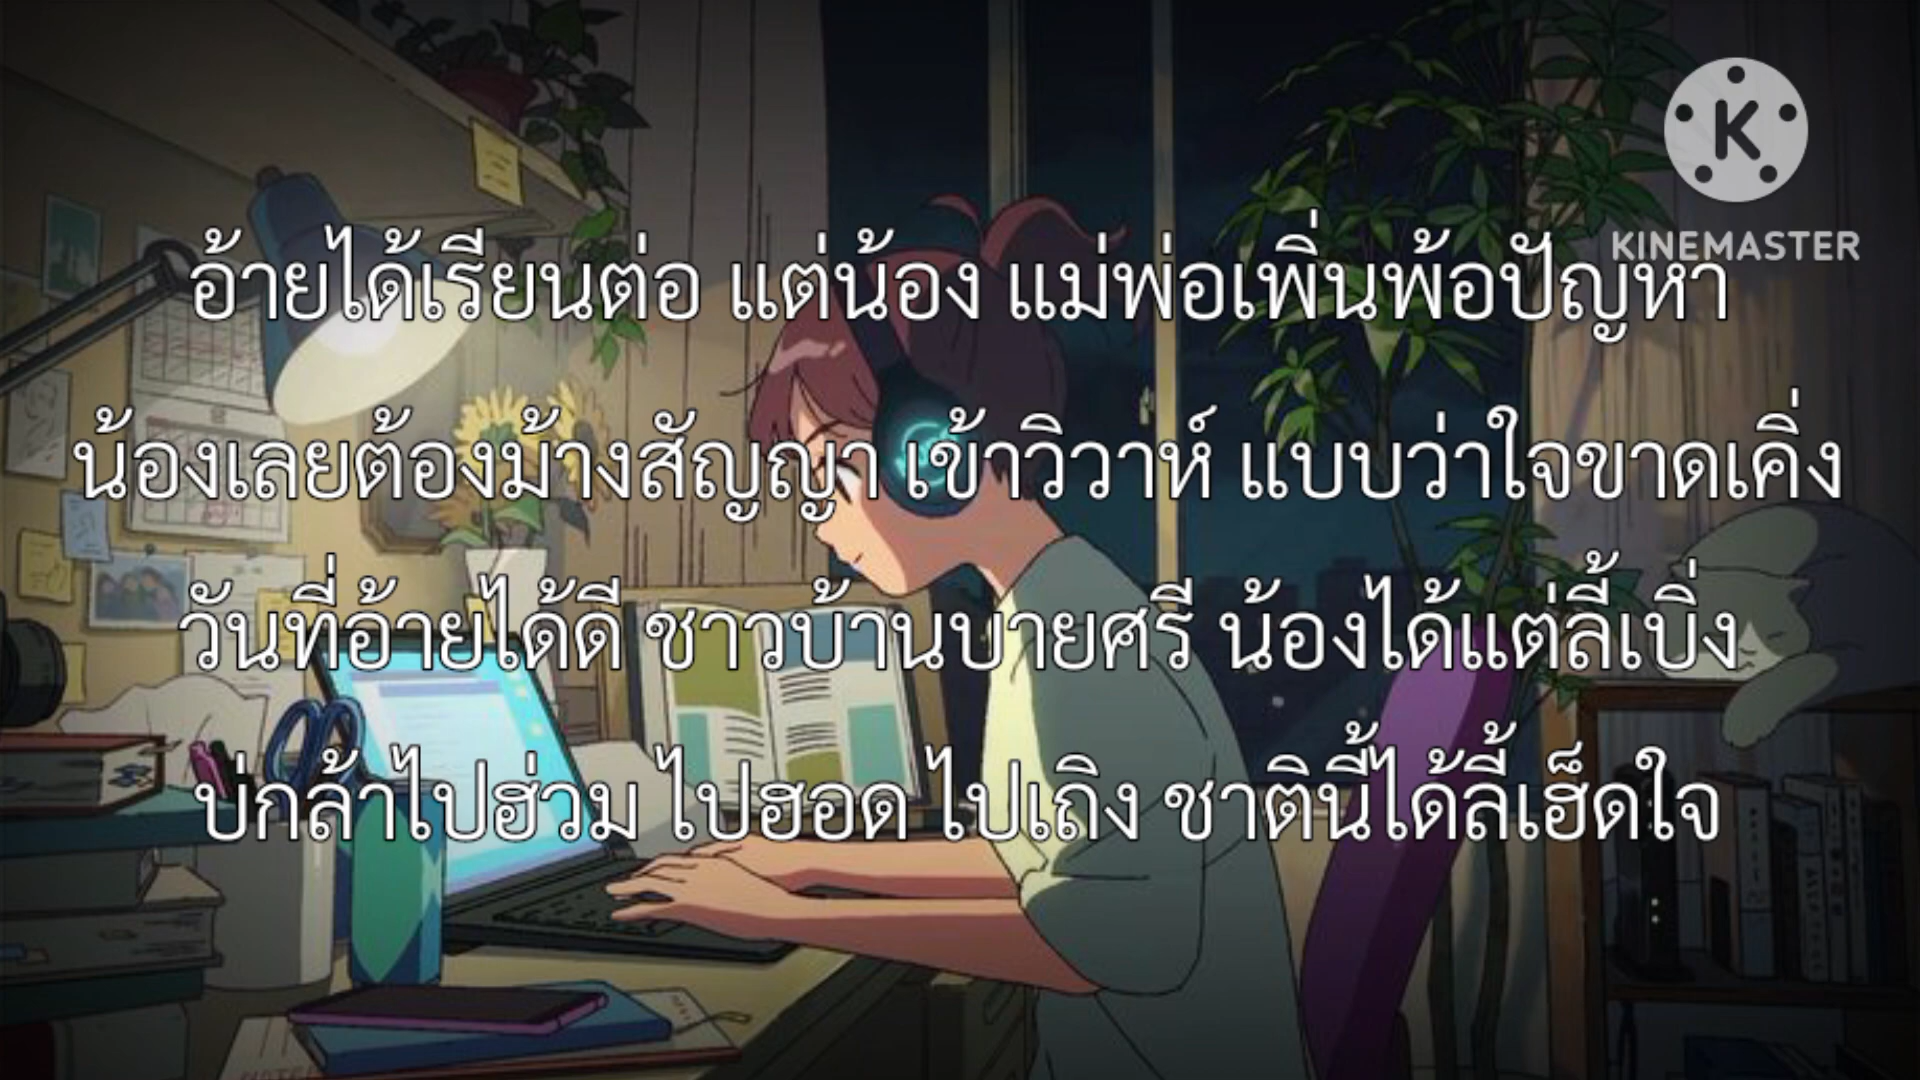 KINEMASTER
อ้ายได้เรียนต่อ แต่น้อง แม่พ่อเพิ่นพ้อปัญหา
น้องเลยต้องม้างสัญญา เข้าวิวาห์ แบบว่าใจขาดเคิ่ง
วันที่อ้ายได้ดี ชาวบ้านบายศรี น้องได้แต่ลี้เบิ่ง
บ่กล้าไปฮ่วม ไปฮอด ไปเถิง ชาตินี้ได้ลี้เฮ็ดใจ